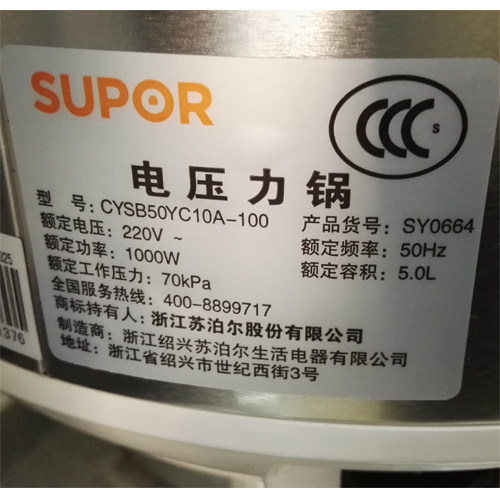 SUPOR
CCC S
电压力锅
型 号: CYSB50YC10A-100 产品货号: SY0664
额定电压: 220V ~ 额定频率: 50Hz
额定功率: 1000W 额定容积: 5.0L
额定工作压力: 70kPa
全国服务热线: 400-8899717
商标持有人: 浙江苏泊尔股份有限公司
制造商: 浙江绍兴苏泊尔生活电器有限公司
地址: 浙江省绍兴市世纪西街3号
025
376